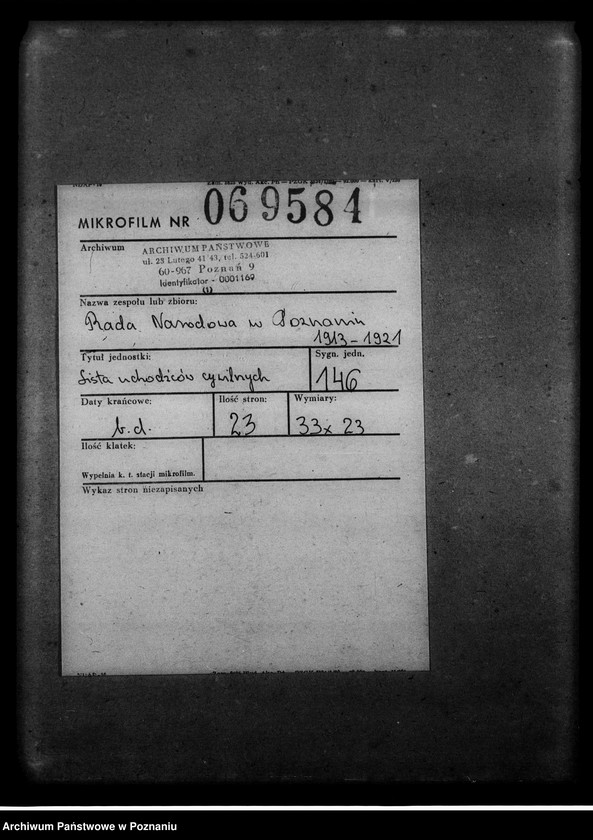 MIKROFILM NR 069584
Archiwum
ARCHIWUM PAŃSTWOWE
ul. 23 Lutego 41/43, tel. 524-601
60-967 Poznań 9
Identyfikator - 0001169
(1)
Nazwa zespołu lub zbioru:
Rada Narodowa w Poznaniu
1913-1921
Tytuł jednostki:
Sygn. jedn.
Lista uchodźców cywilnych
146
Daty krańcowe:
Ilość stron:
Wymiary:
b.d.
23
33x23
Ilość klatek:
Wypełnia k. t. stacji mikrofilm.
Wykaz stron niezapisanych
Archiwum Państwowe w Poznaniu